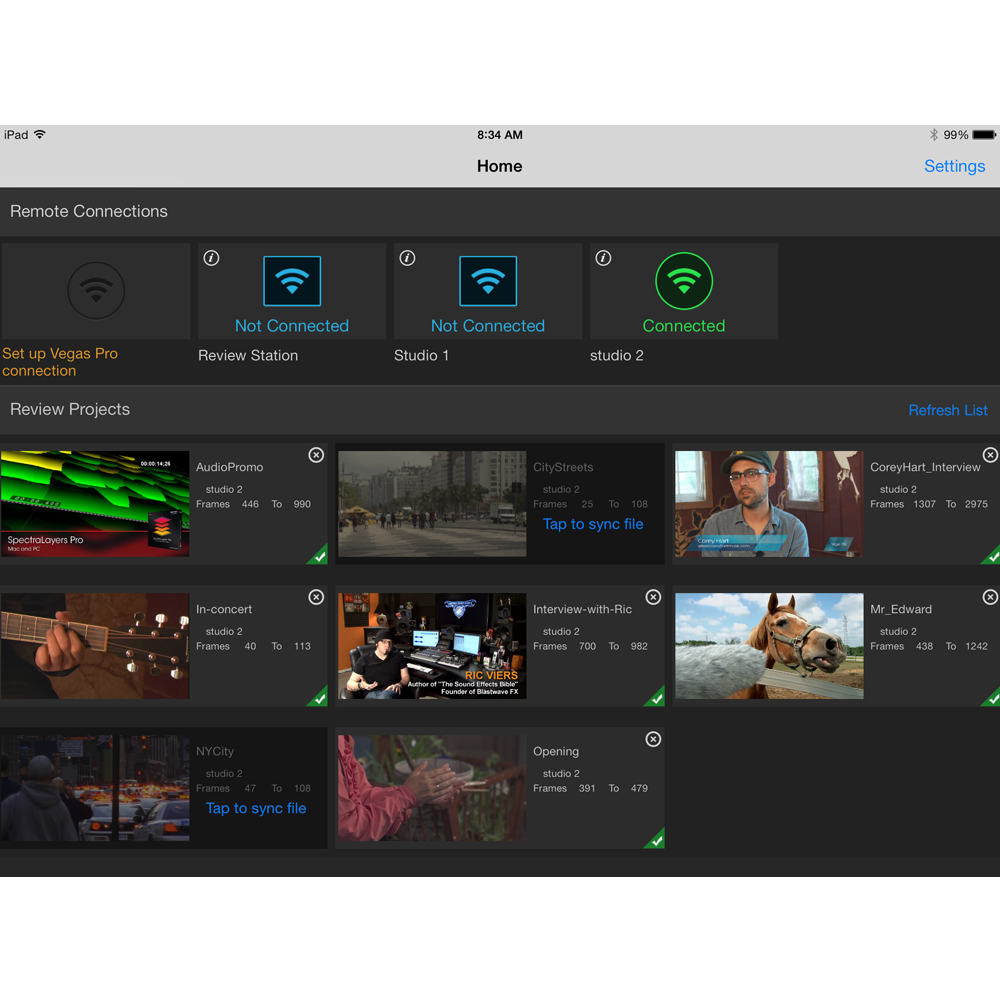 iPad
8:34 AM
99%
Home
Settings
Remote Connections
i
i
i
Not Connected
Not Connected
Connected
Set up Vegas Pro
connection
Review Station
Studio 1
studio 2
Review Projects
Refresh List
00:00:14;26
SpectraLayers Pro
Mac and PC
AudioPromo
studio 2
Frames 446 To 990
CityStreets
studio 2
Frames 25 To 108
Tap to sync file
Corey Hart
CoreyHart_Interview
studio 2
Frames 1307 To 2975
In-concert
studio 2
Frames 40 To 113
RIC VIERS
Author of "The Sound Effects Bible"
Founder of Blastwave FX
Interview-with-Ric
studio 2
Frames 700 To 982
Mr_Edward
studio 2
Frames 438 To 1242
NYCity
studio 2
Frames 47 To 108
Tap to sync file
Opening
studio 2
Frames 391 To 479